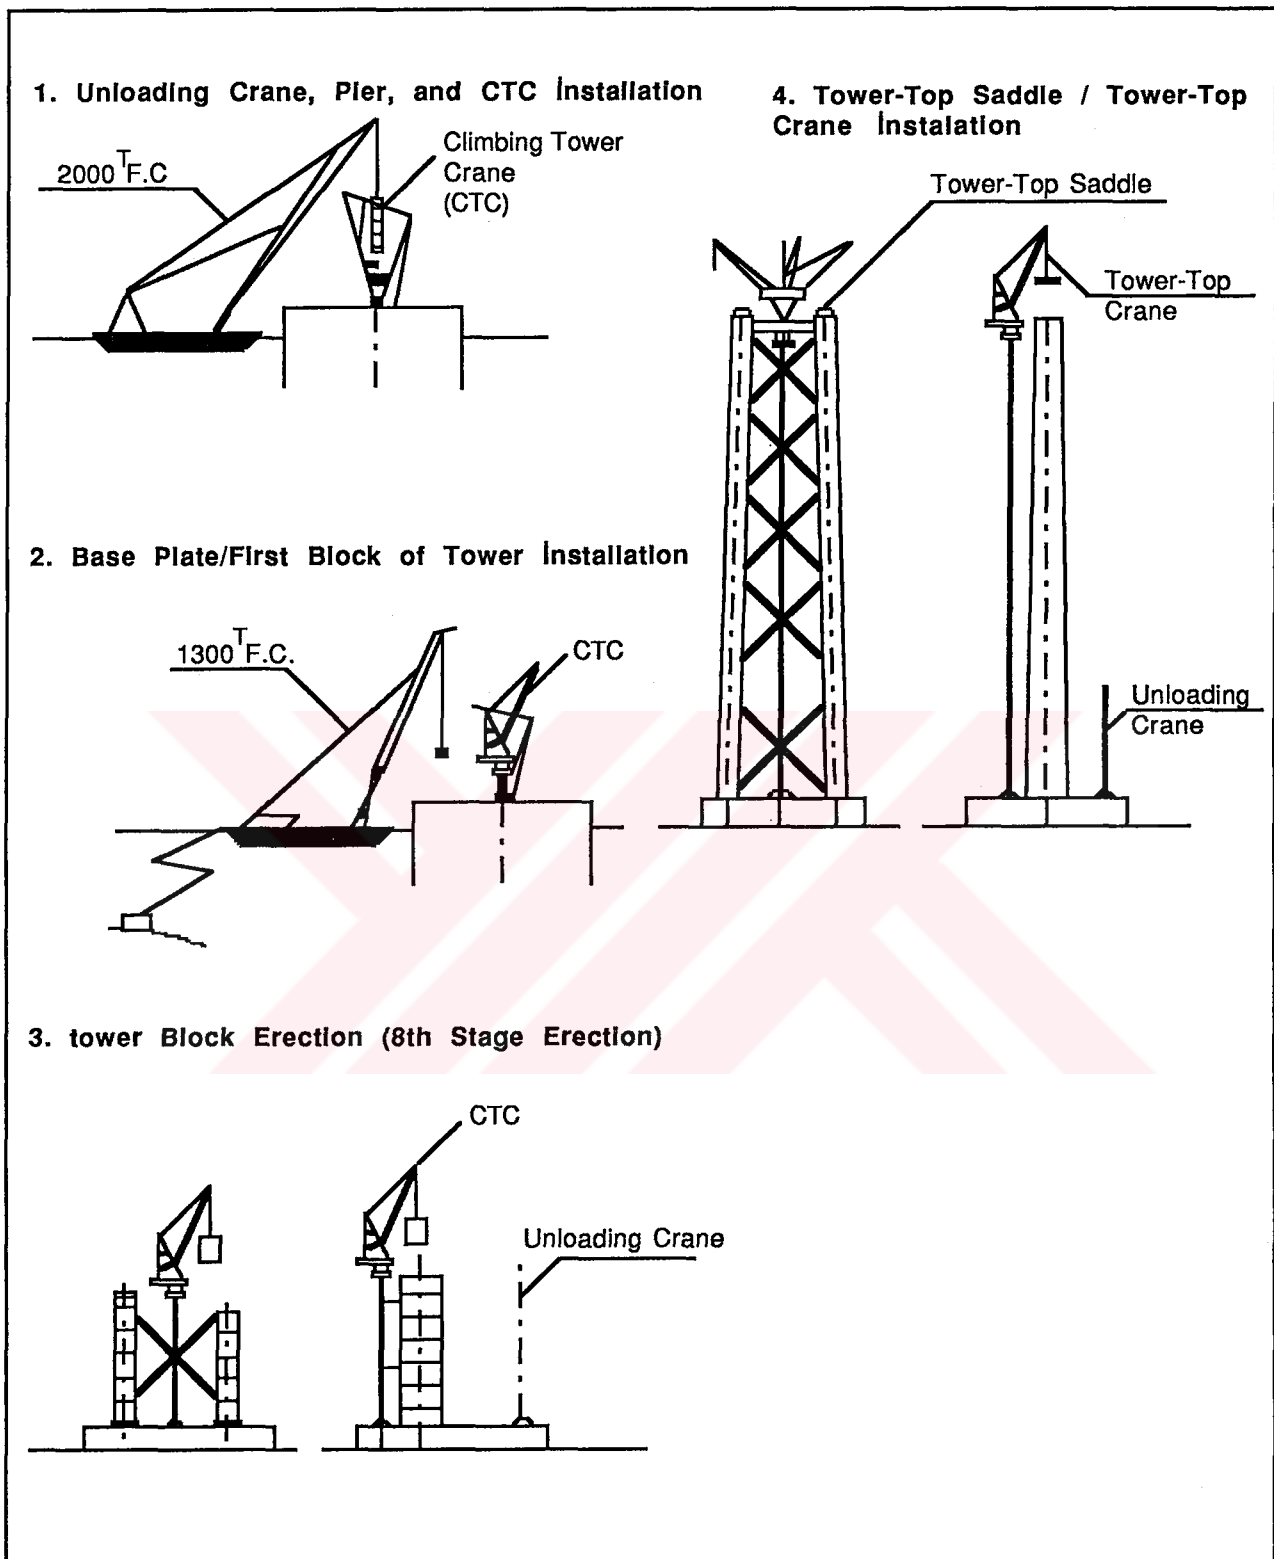 1. Unloading Crane, Pier, and CTC İnstallation
2000 T F.C
Climbing Tower
Crane
(CTC)
2. Base Plate/First Block of Tower İnstallation
1300 T F.C.
CTC
3. tower Block Erection (8th Stage Erection)
CTC
Unloading Crane
4. Tower-Top Saddle / Tower-Top
Crane İnstalation
Tower-Top Saddle
Tower-Top
Crane
Unloading
Crane